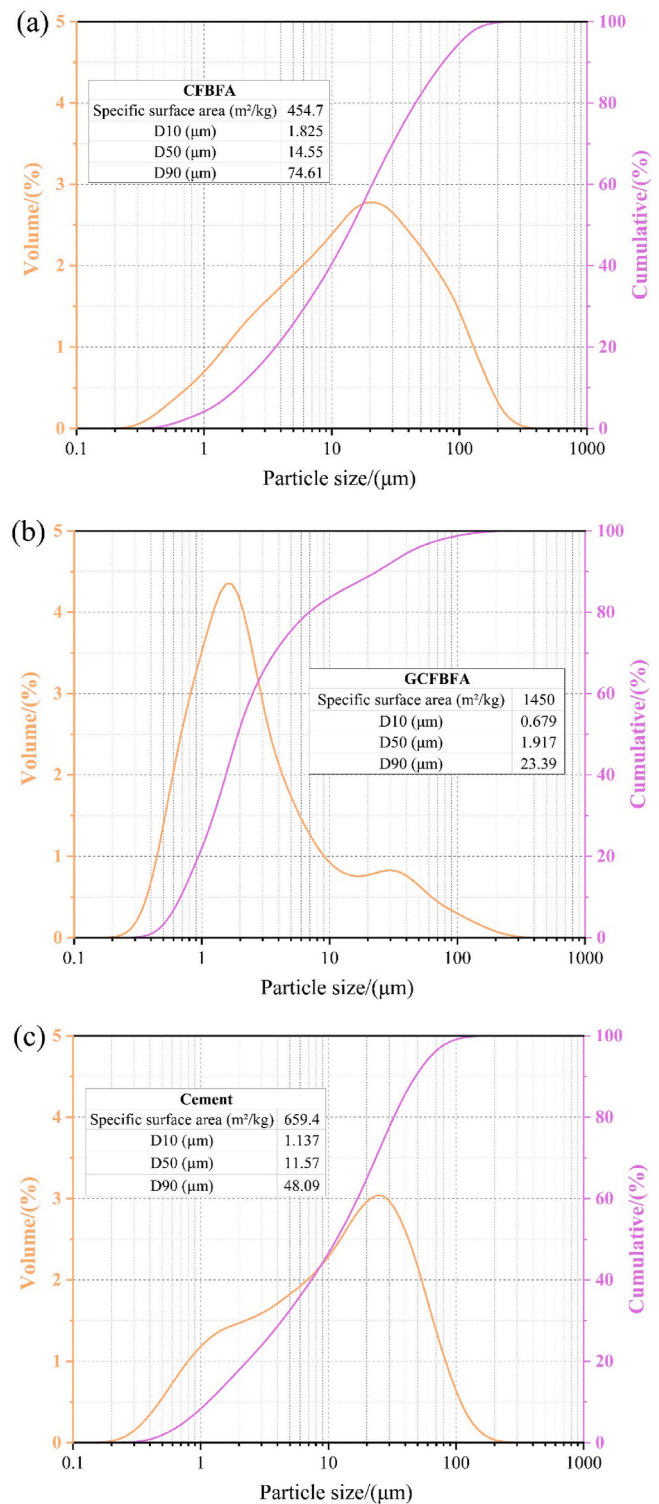 (a)
5
4
3
2
1
0
Volume/(%)
CFBFA
Specific surface area (m²/kg) 454.7
D10 (μm) 1.825
D50 (μm) 14.55
D90 (μm) 74.61
100
80
60
40
20
0
Cumulative/(%)
0.1 1 10 100 1000
Particle size/(μm)
(b)
5
4
3
2
1
0
Volume/(%)
GCFBFA
Specific surface area (m²/kg) 1450
D10 (μm) 0.679
D50 (μm) 1.917
D90 (μm) 23.39
100
80
60
40
20
0
Cumulative/(%)
0.1 1 10 100 1000
Particle size/(μm)
(c)
5
4
3
2
1
0
Volume/(%)
Cement
Specific surface area (m²/kg) 659.4
D10 (μm) 1.137
D50 (μm) 11.57
D90 (μm) 48.09
100
80
60
40
20
0
Cumulative/(%)
0.1 1 10 100 1000
Particle size/(μm)